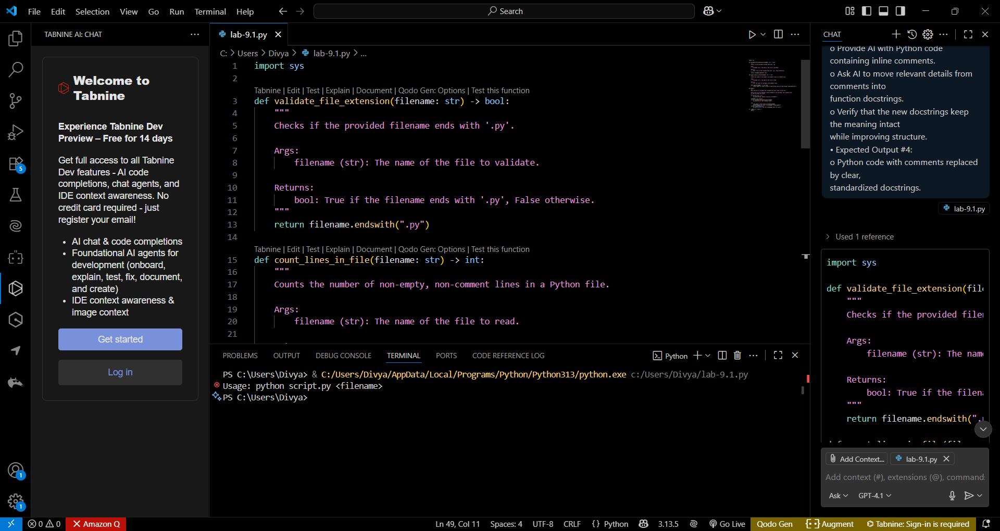 File Edit Selection View Go Run Terminal Help
Search
TABNINE AI: CHAT
Welcome to
Tabnine
Experience Tabnine Dev
Preview – Free for 14 days
Get full access to all Tabnine
Dev features - AI code
completions, chat agents, and
IDE context awareness. No
credit card required - just
register your email!
• AI chat & code completions
• Foundational AI agents for
development (onboard,
explain, test, fix, document,
and create)
• IDE context awareness &
image context
Get started
Log in
5
1
1
lab-9.1.py
C: > Users > Divya > lab-9.1.py > ...
1 import sys
2
Tabnine | Edit | Test | Explain | Document | Qodo Gen: Options | Test this function
3 def validate_file_extension(filename: str) -> bool:
4 """
5 Checks if the provided filename ends with '.py'.
6
7 Args:
8 filename (str): The name of the file to validate.
9
10 Returns:
11 bool: True if the filename ends with '.py', False otherwise.
12 """
13 return filename.endswith(".py")
14
Tabnine | Edit | Test | Explain | Document | Qodo Gen: Options | Test this function
15 def count_lines_in_file(filename: str) -> int:
16 """
17 Counts the number of non-empty, non-comment lines in a Python file.
18
19 Args:
20 filename (str): The name of the file to read.
21
PROBLEMS OUTPUT DEBUG CONSOLE TERMINAL PORTS CODE REFERENCE LOG
Python
PS C:\Users\Divya> & C:/Users/Divya/AppData/Local/Programs/Python/Python313/python.exe c:/Users/Divya/lab-9.1.py
Usage: python script.py <filename>
PS C:\Users\Divya>
CHAT
o Provide AI with Python code
containing inline comments.
o Ask AI to move relevant details from
comments into
function docstrings.
o Verify that the new docstrings keep
the meaning intact
while improving structure.
• Expected Output #4:
o Python code with comments replaced
by clear,
standardized docstrings.
lab-9.1.py
> Used 1 reference
import sys
def validate_file_extension(fil
"""
Checks if the provided file
Args:
filename (str): The nam
Returns:
bool: True if the filen
"""
return filename.endswith(".
Add Context... lab-9.1.py
Add context (#), extensions (@), command
Ask GPT-4.1
0 0 Amazon Q
Ln 49, Col 11 Spaces: 4 UTF-8 CRLF {} Python 3.13.5 Go Live Qodo Gen Augment Tabnine: Sign-in is required